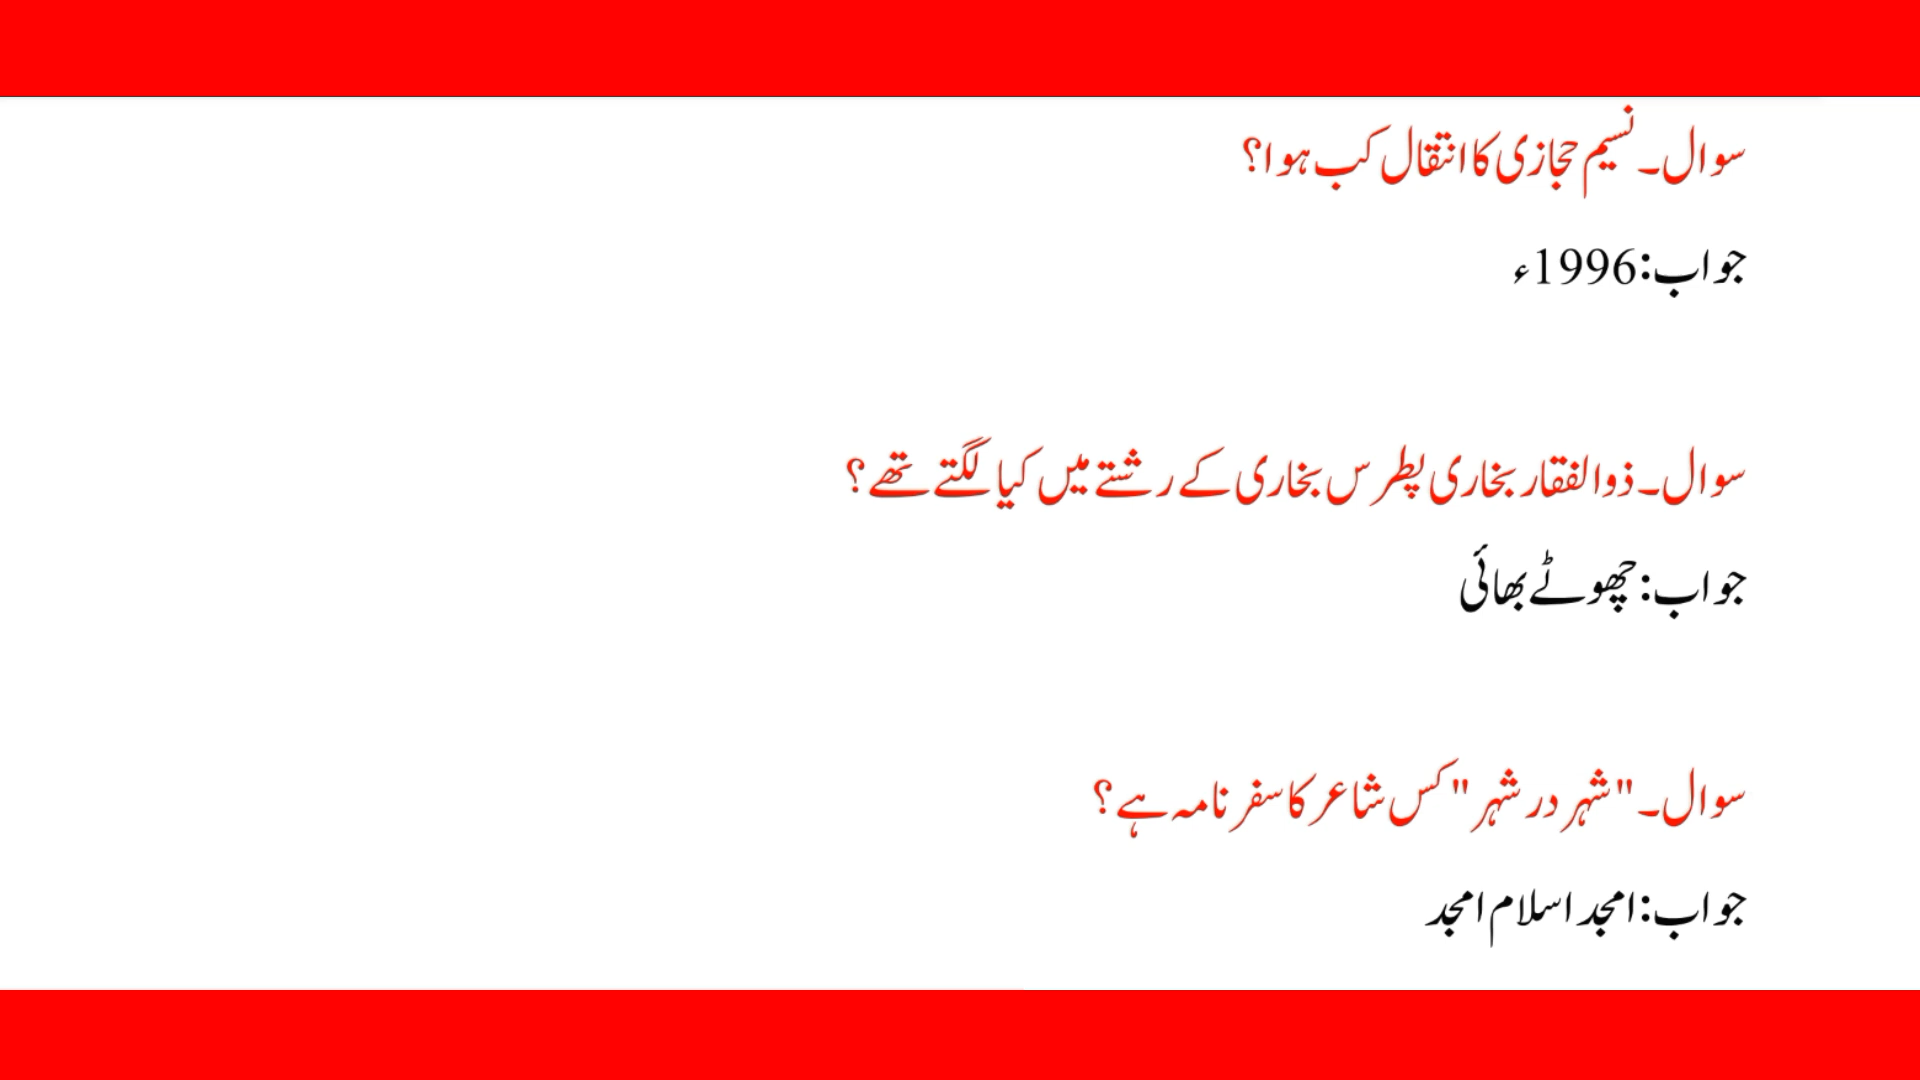 سوال۔ نسیم حجازی کا انتقال کب ہوا؟
جواب:1996ء
سوال۔ ذوالفقار بخاری پطرس بخاری کے رشتے میں کیا لگتے تھے؟
جواب: چھوٹے بھائی
سوال۔ "شہر در شہر" کس شاعر کا سفر نامہ ہے؟
جواب: امجد اسلام امجد